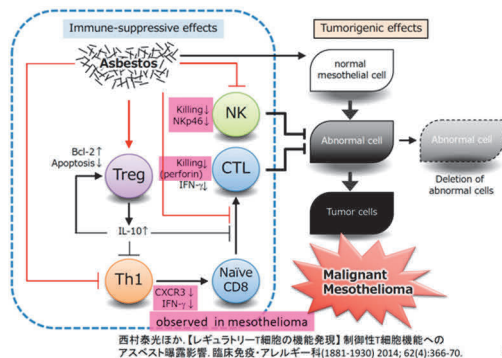 Immune-suppressive effects
Tumorigenic effects
Asbestos
normal
mesothelial cell
Killing↓
NKp46↓
NK
Bcl-2↑
Apoptosis↓
Treg
Killing↓
(perforin)
IFN-γ↓
CTL
Abnormal cell
Abnormal cell
Deletion of
abnormal cells
IL-10↑
Tumor cells
Th1
CXCR3↓
IFN-γ↓
Naïve
CD8
Malignant
Mesothelioma
observed in mesothelioma
西村泰光ほか.【レギュラトリーT細胞の機能発現】 制御性T細胞機能への
アスベスト曝露影響. 臨床免疫・アレルギー科(1881-1930) 2014; 62(4):366-70.